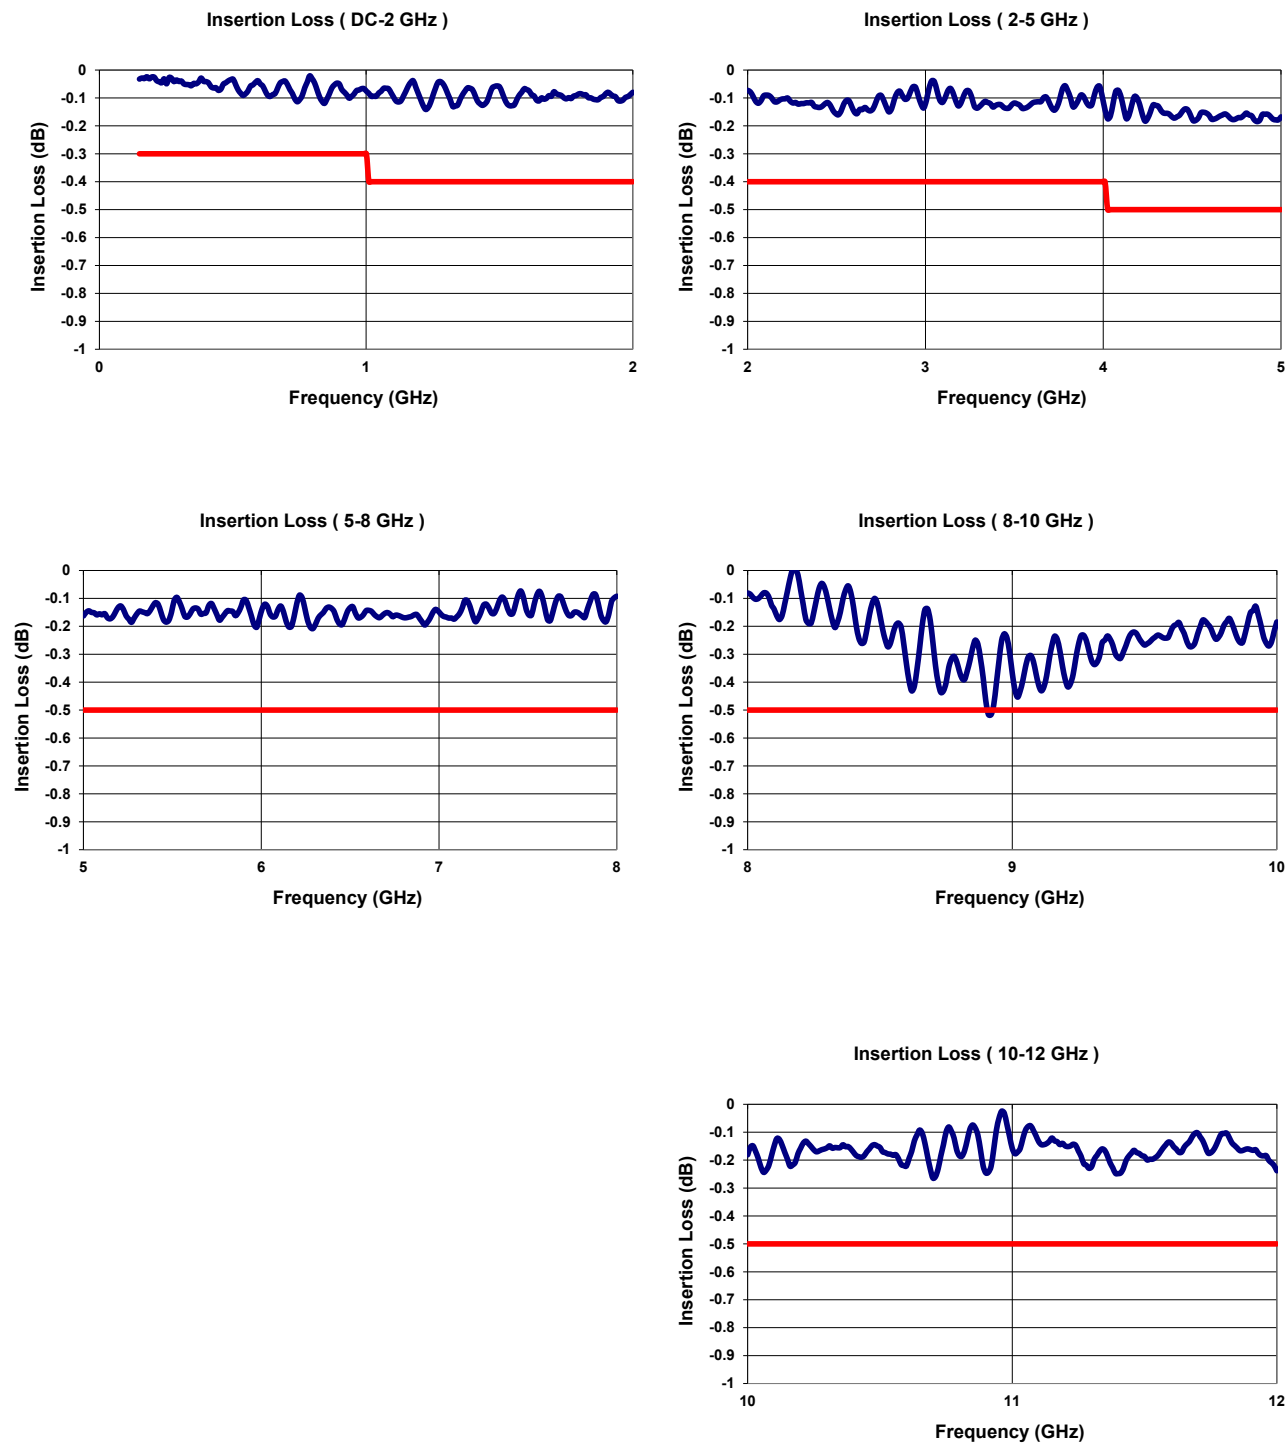 Insertion Loss ( DC-2 GHz )
0
-0.1
-0.2
-0.3
-0.4
-0.5
-0.6
-0.7
-0.8
-0.9
-1
Insertion Loss (dB)
0 1 2
Frequency (GHz)
Insertion Loss ( 2-5 GHz )
0
-0.1
-0.2
-0.3
-0.4
-0.5
-0.6
-0.7
-0.8
-0.9
-1
Insertion Loss (dB)
2 3 4 5
Frequency (GHz)
Insertion Loss ( 5-8 GHz )
0
-0.1
-0.2
-0.3
-0.4
-0.5
-0.6
-0.7
-0.8
-0.9
-1
Insertion Loss (dB)
5 6 7 8
Frequency (GHz)
Insertion Loss ( 8-10 GHz )
0
-0.1
-0.2
-0.3
-0.4
-0.5
-0.6
-0.7
-0.8
-0.9
-1
Insertion Loss (dB)
8 9 10
Frequency (GHz)
Insertion Loss ( 10-12 GHz )
0
-0.1
-0.2
-0.3
-0.4
-0.5
-0.6
-0.7
-0.8
-0.9
-1
Insertion Loss (dB)
10 11 12
Frequency (GHz)